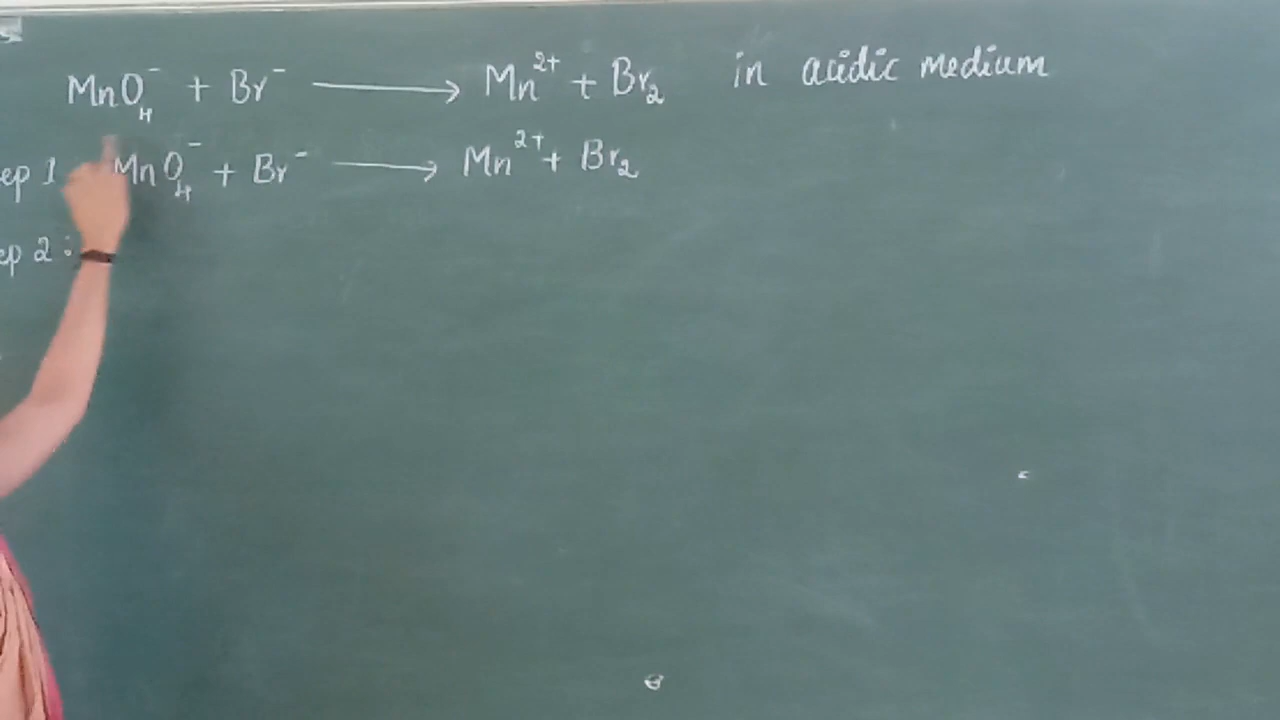 MnO₄⁻ + Br⁻ ⟶ Mn²⁺ + Br₂ in acidic medium
ep 1 MnO₄⁻ + Br⁻ ⟶ Mn²⁺ + Br₂
ep 2 :